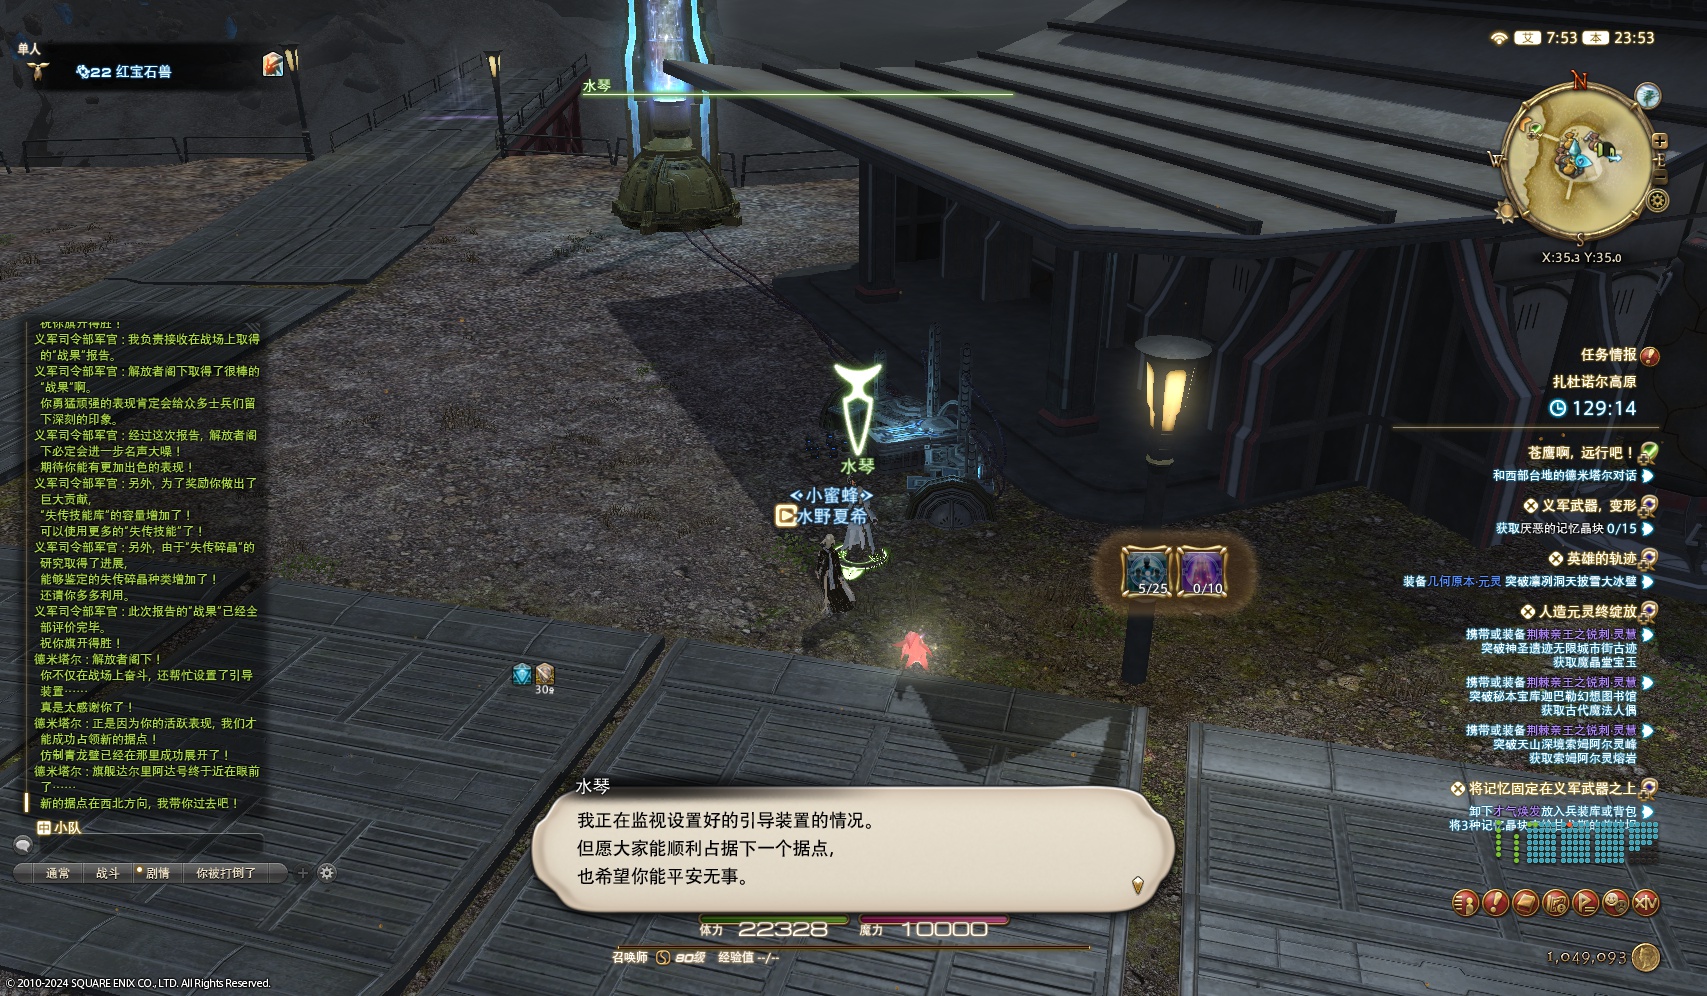 单人
22 红宝石兽
水琴
艾 7:53 本 23:53
N
W
E
S
X:35.3 Y:35.0
祝你旗开得胜！
义军司令部军官：我负责接收在战场上取得
的“战果”报告。
义军司令部军官：解放者阁下取得了很棒的
“战果”啊。
你勇猛顽强的表现肯定会给众多士兵们留
下深刻的印象。
义军司令部军官：经过这次报告，解放者阁
下必定会进一步名声大噪！
期待你能有更加出色的表现！
义军司令部军官：另外，为了奖励你做出了
巨大贡献，
“失传技能库”的容量增加了！
可以使用更多的“失传技能”了！
义军司令部军官：另外，由于“失传碎晶”的
研究取得了进展，
能够鉴定的失传碎晶种类增加了！
还请你多多利用。
义军司令部军官：此次报告的“战果”已经全
部评价完毕。
祝你旗开得胜！
德米塔尔：解放者阁下！
你不仅在战场上奋斗，还帮忙设置了引导
装置……
真是太感谢你了！
德米塔尔：正是因为你的活跃表现，我们才
能成功占领新的据点！
仿制青龙壁已经在那里成功展开了！
德米塔尔：旗舰达尔里阿达号终于近在眼前
了……
新的据点在西北方向，我带你过去吧！
小队
通常 战斗 剧情 你被打倒了
水琴
小蜜蜂
水野夏希
5/25 0/10
30g
任务情报
扎杜诺尔高原
129:14
苍鹰啊，远行吧！
和西部台地的德米塔尔对话
义军武器，变形
获取厌恶的记忆晶块 0/15
英雄的轨迹
装备几何原本·元灵 突破凛冽洞天披雪大冰壁
人造元灵终绽放
携带或装备荆棘亲王之锐刺·灵慧
突破神圣遗迹无限城市街古迹
获取魔晶堂宝玉
携带或装备荆棘亲王之锐刺·灵慧
突破秘本宝库迦巴勒幻想图书馆
获取古代魔法人偶
携带或装备荆棘亲王之锐刺·灵慧
突破天山深境索姆阿尔灵峰
获取索姆阿尔灵熔岩
将记忆固定在义军武器之上
卸下才气焕发放入兵装库或背包
将3种记忆晶块
水琴
我正在监视设置好的引导装置的情况。
但愿大家能顺利占据下一个据点，
也希望你能平安无事。
体力 22328 魔力 10000
召唤师 80级 经验值 --/--
1,049,093
© 2010-2024 SQUARE ENIX CO., LTD. All Rights Reserved.